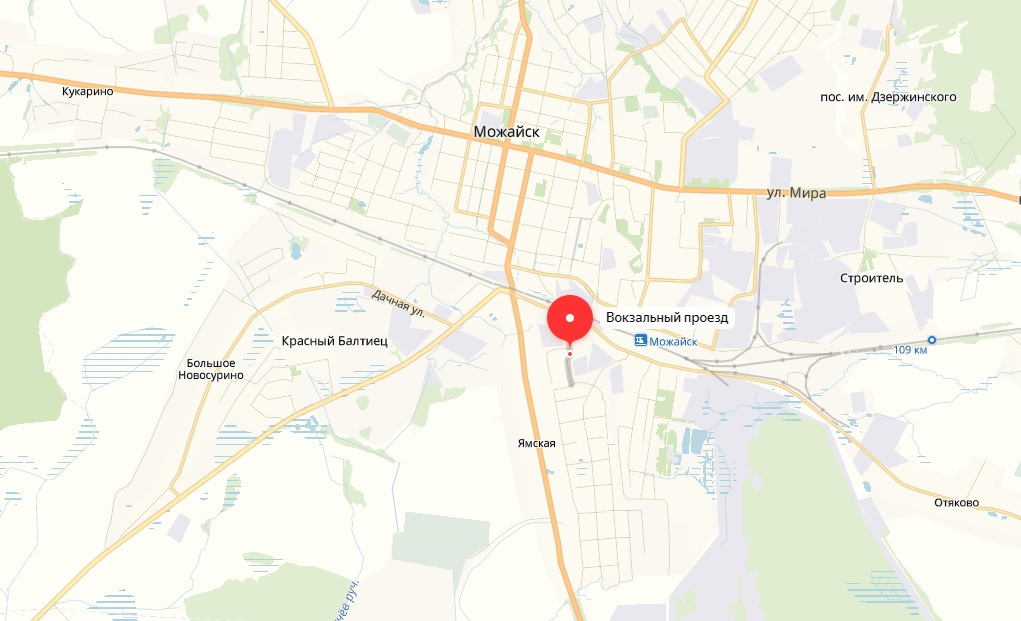 Кукарино
пос. им. Дзержинского
Можайск
ул. Мира
Строитель
Дачная ул.
Вокзальный проезд
Красный Балтиец
Можайск
109 км
Большое
Новосурино
Ямская
Отяково
руч.